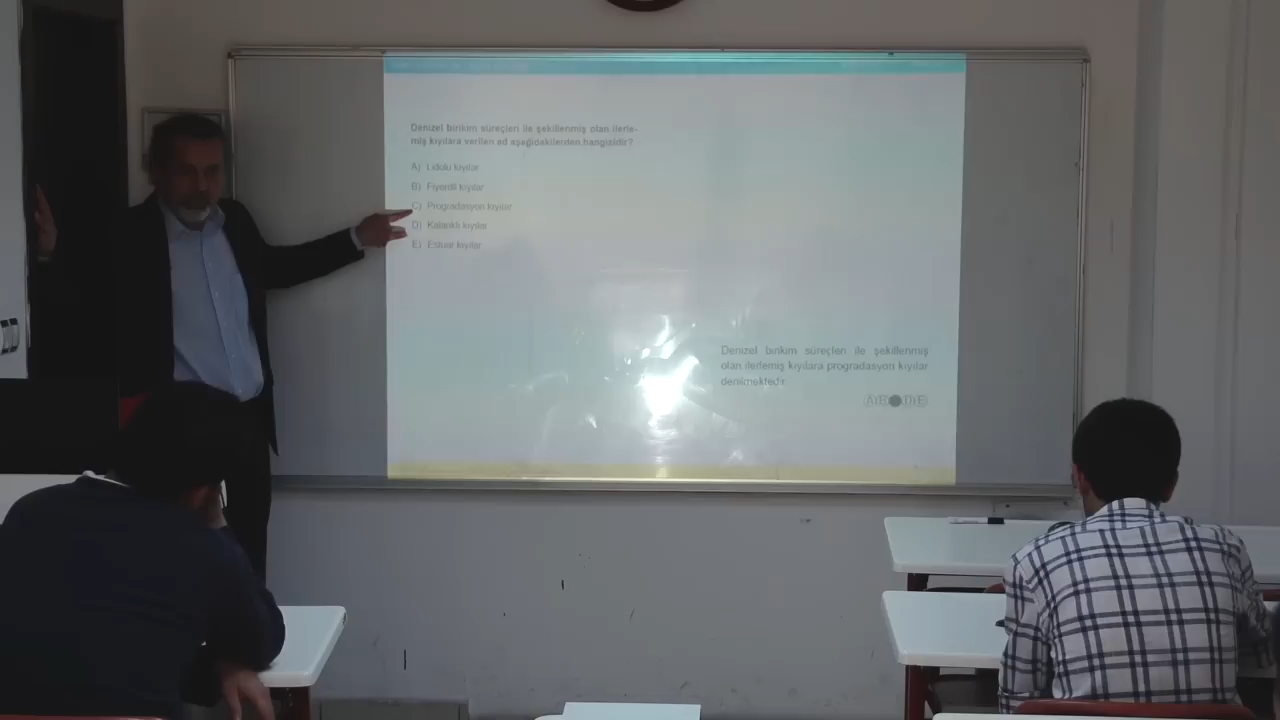 Denizel birikim süreçleri ile şekillenmiş olan ilerle-
miş kıyılara verilen ad aşağıdakilerden hangisidir?
A) Lidolu kıyılar
B) Fiyerdli kıyılar
C) Progradasyon kıyılar
D) Kalanklı kıyılar
E) Estuar kıyılar
Denizel birikim süreçleri ile şekillenmiş
olan ilerlemiş kıyılara progradasyon kıyılar
denilmektedir
A B D E